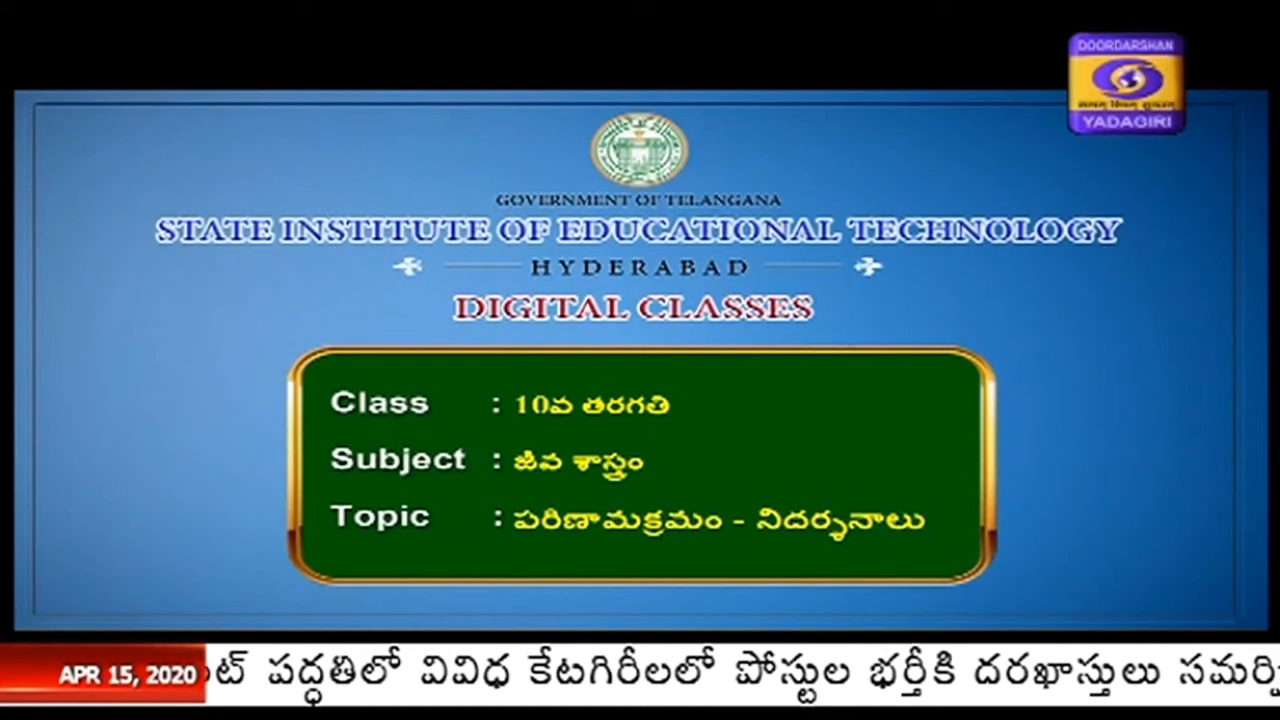 DOORDARSHAN
YADAGIRI
GOVERNMENT OF TELANGANA
STATE INSTITUTE OF EDUCATIONAL TECHNOLOGY
HYDERABAD
DIGITAL CLASSES
Class : 10వ తరగతి
Subject : జీవ శాస్త్రం
Topic : పరిణామక్రమం - నిదర్శనాలు
APR 15, 2020 పద్ధతిలో వివిధ కేటగిరీలలో పోస్టుల భర్తీకి దరఖాస్తులు